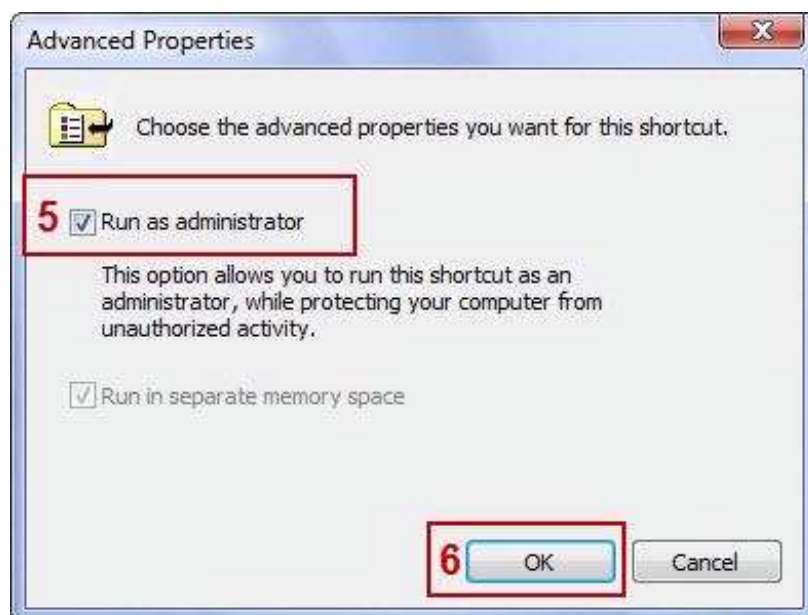 Advanced Properties
Choose the advanced properties you want for this shortcut.
5 Run as administrator
This option allows you to run this shortcut as an
administrator, while protecting your computer from
unauthorized activity.
Run in separate memory space
6 OK Cancel